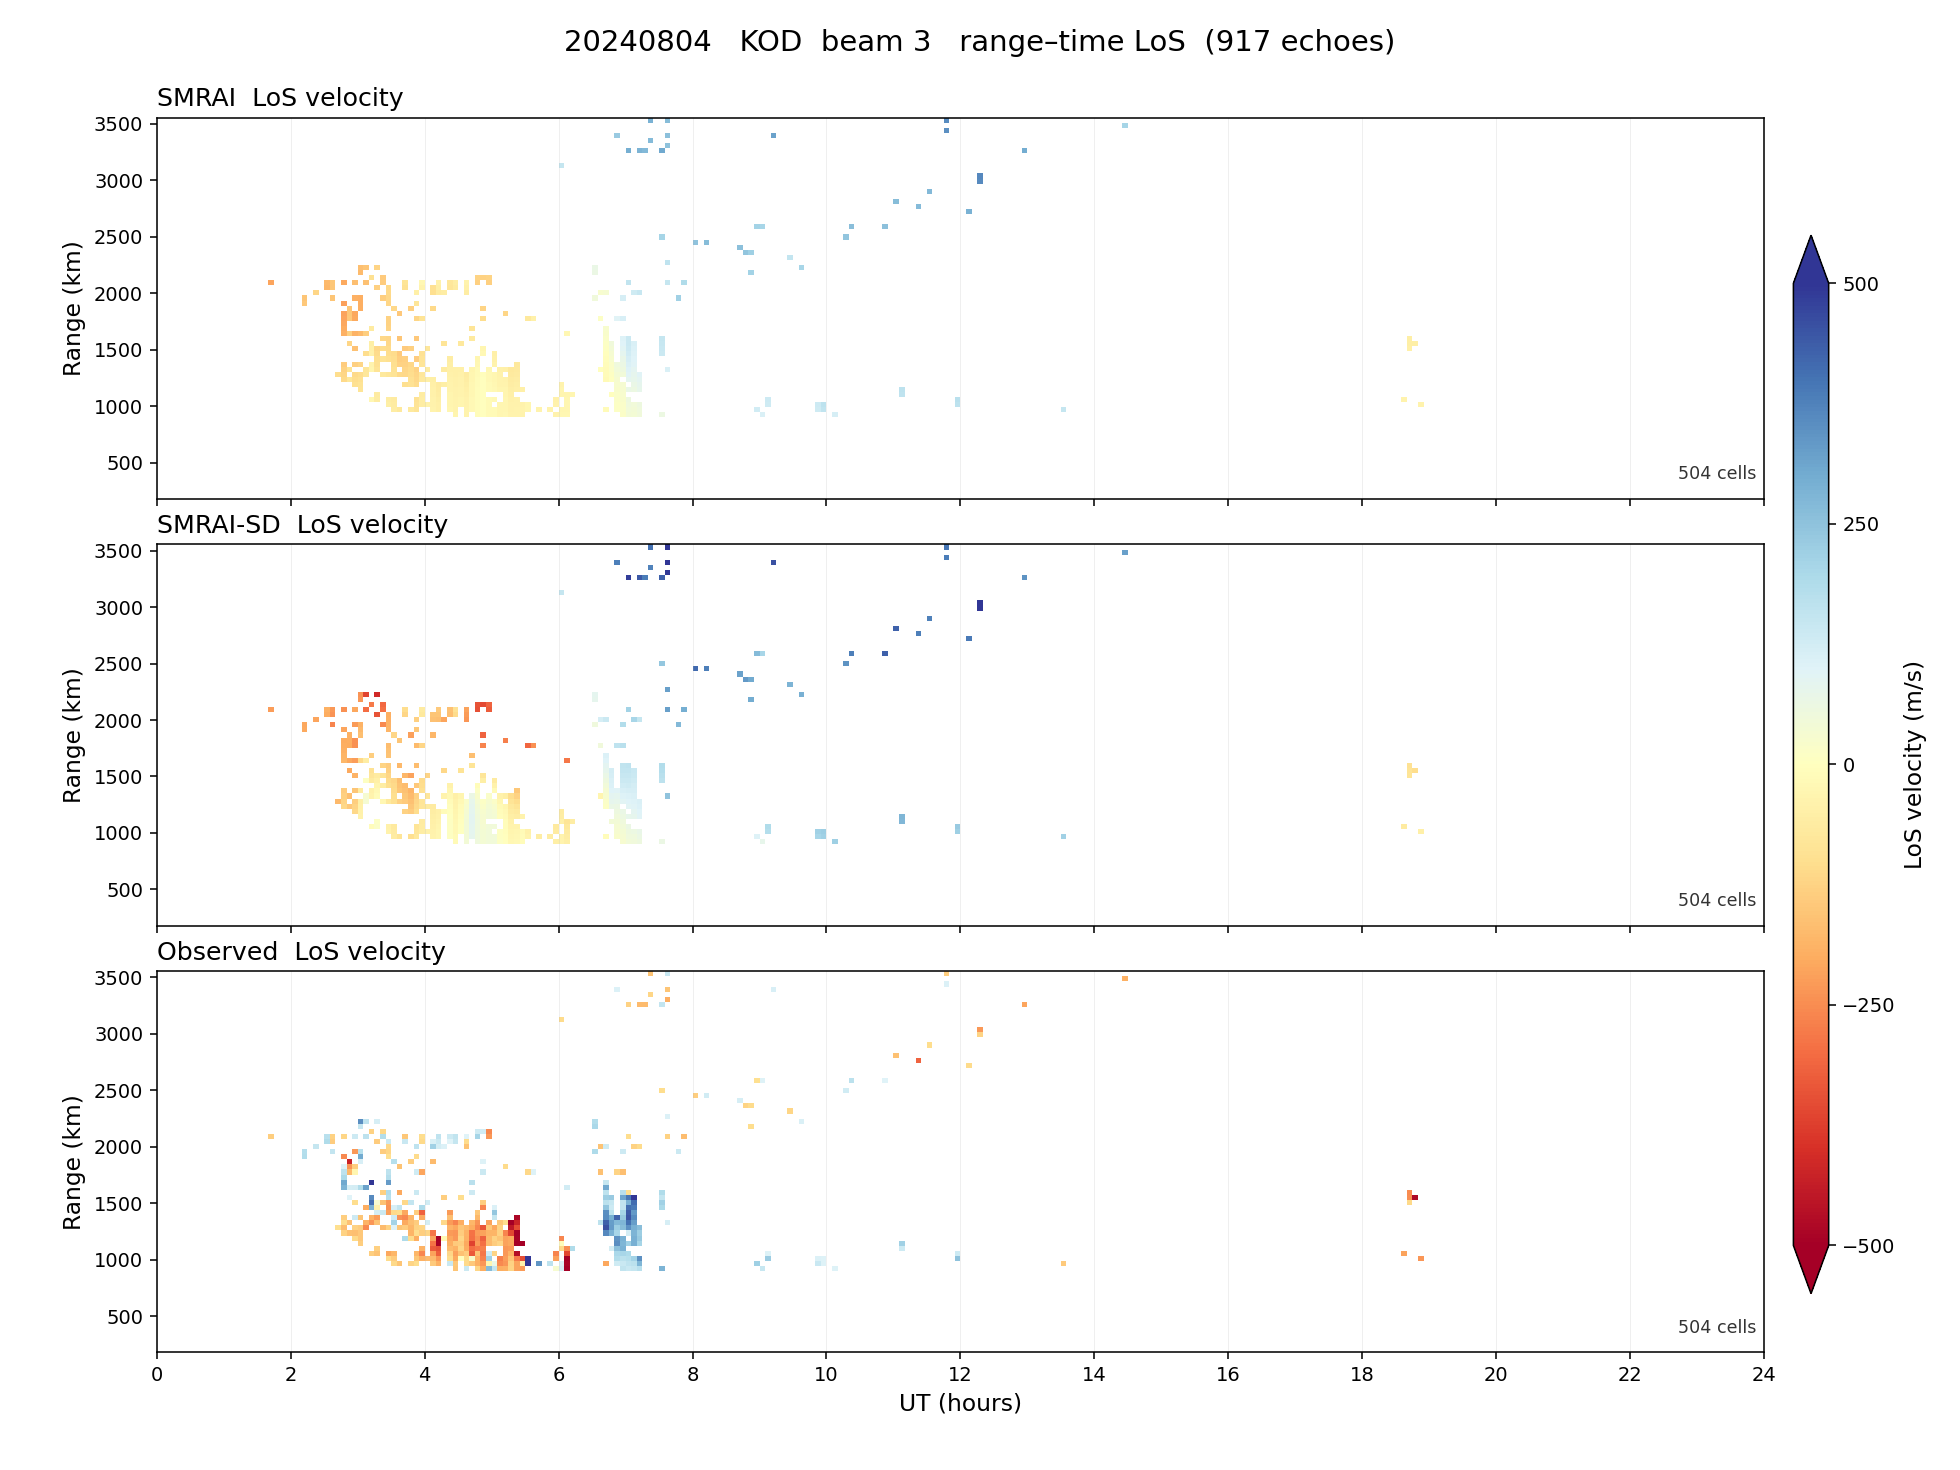 20240804   KOD  beam 3   range–time LoS  (917 echoes)
SMRAI  LoS velocity
3500
3000
2500
2000
1500
1000
500
Range (km)
504 cells
SMRAI-SD  LoS velocity
3500
3000
2500
2000
1500
1000
500
Range (km)
504 cells
Observed  LoS velocity
3500
3000
2500
2000
1500
1000
500
Range (km)
504 cells
0 2 4 6 8 10 12 14 16 18 20 22 24
UT (hours)
500
250
0
−250
−500
LoS velocity (m/s)